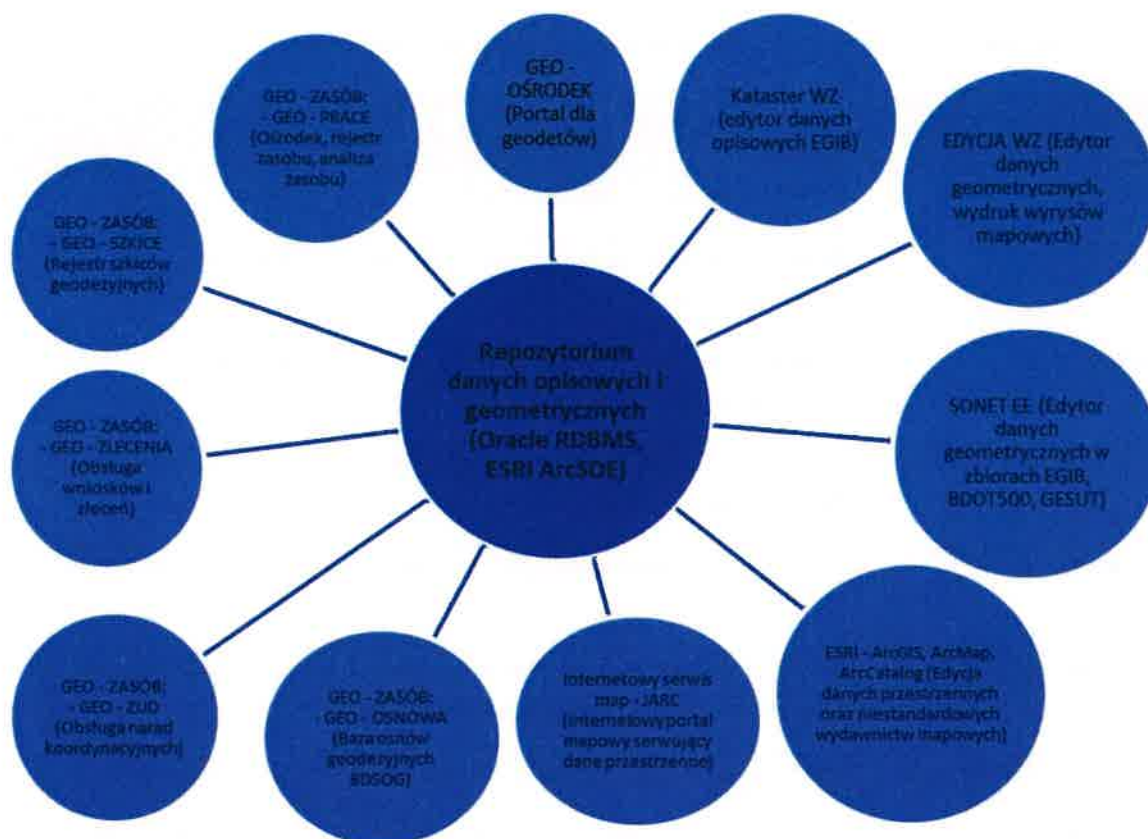 GEO -
OŚRODEK
(Portal dla
geodetów)
Kataster WZ
(edytor danych
opisowych EGIB)
EDYCJA WZ (Edytor
danych
geometrycznych,
wydruk wyrysów
mapowych)
SONET EE (Edytor
danych
geometrycznych w
zbiorach EGIB,
BDOT500, GESUT)
ESRI - ArcGIS, ArcMap,
ArcCatalog (Edycja
danych przestrzennych
oraz niestandardowych
wydawnictw mapowych)
Internetowy serwis
map - JARC
(internetowy portal
mapowy serwujący
dane przestrzenne)
GEO - ZASÓB:
- GEO - OSNOWA
(Baza osnów
geodezyjnych
BDSOG)
GEO - ZASÓB:
- GEO - ZUD
(Obsługa narad
koordynacyjnych)
GEO - ZASÓB:
- GEO - ZLECENIA
(Obsługa
wniosków i
zleceń)
GEO - ZASÓB:
- GEO - SZKICE
(Rejestr szkiców
geodezyjnych)
GEO - ZASÓB:
- GEO - PRACE
(Ośrodek, rejestr
zasobu, analiza
zasobu)
Repozytorium
danych opisowych i
geometrycznych
(Oracle RDBMS,
ESRI ArcSDE)